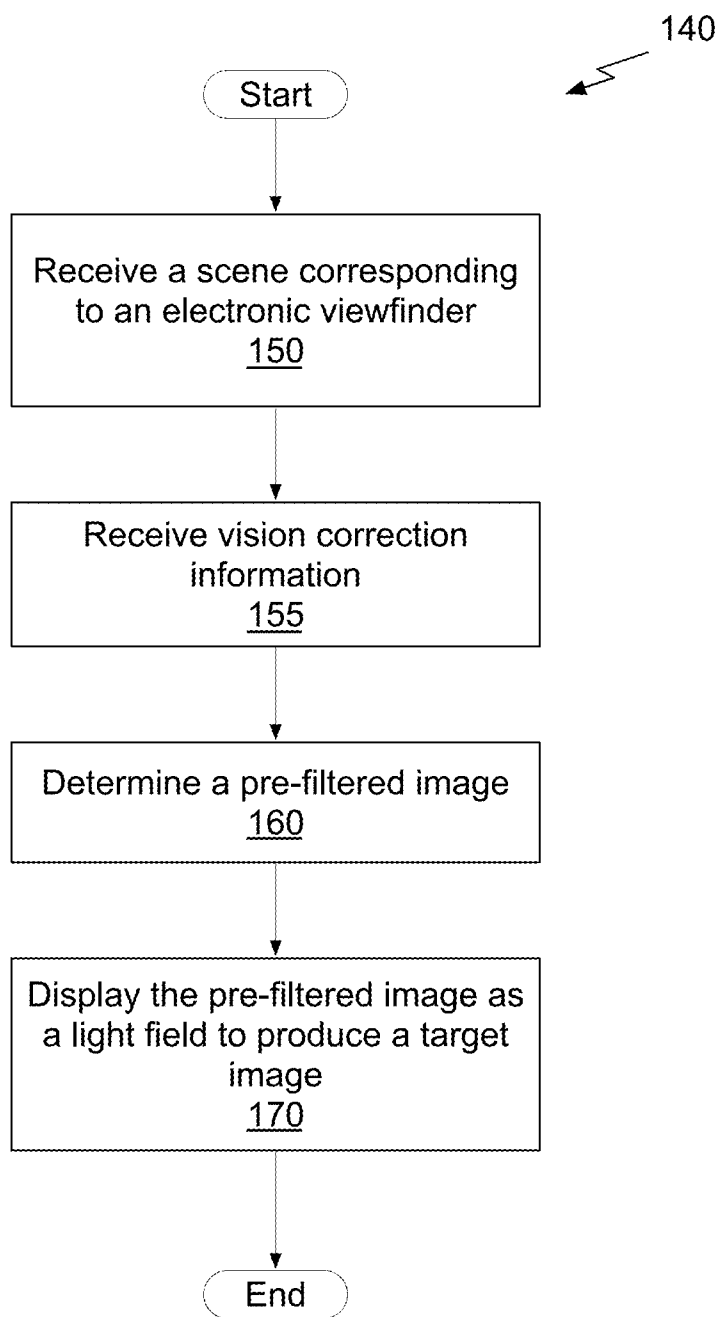 140
Start
Receive a scene corresponding
to an electronic viewfinder
150
Receive vision correction
information
155
Determine a pre-filtered image
160
Display the pre-filtered image as
a light field to produce a target
image
170
End